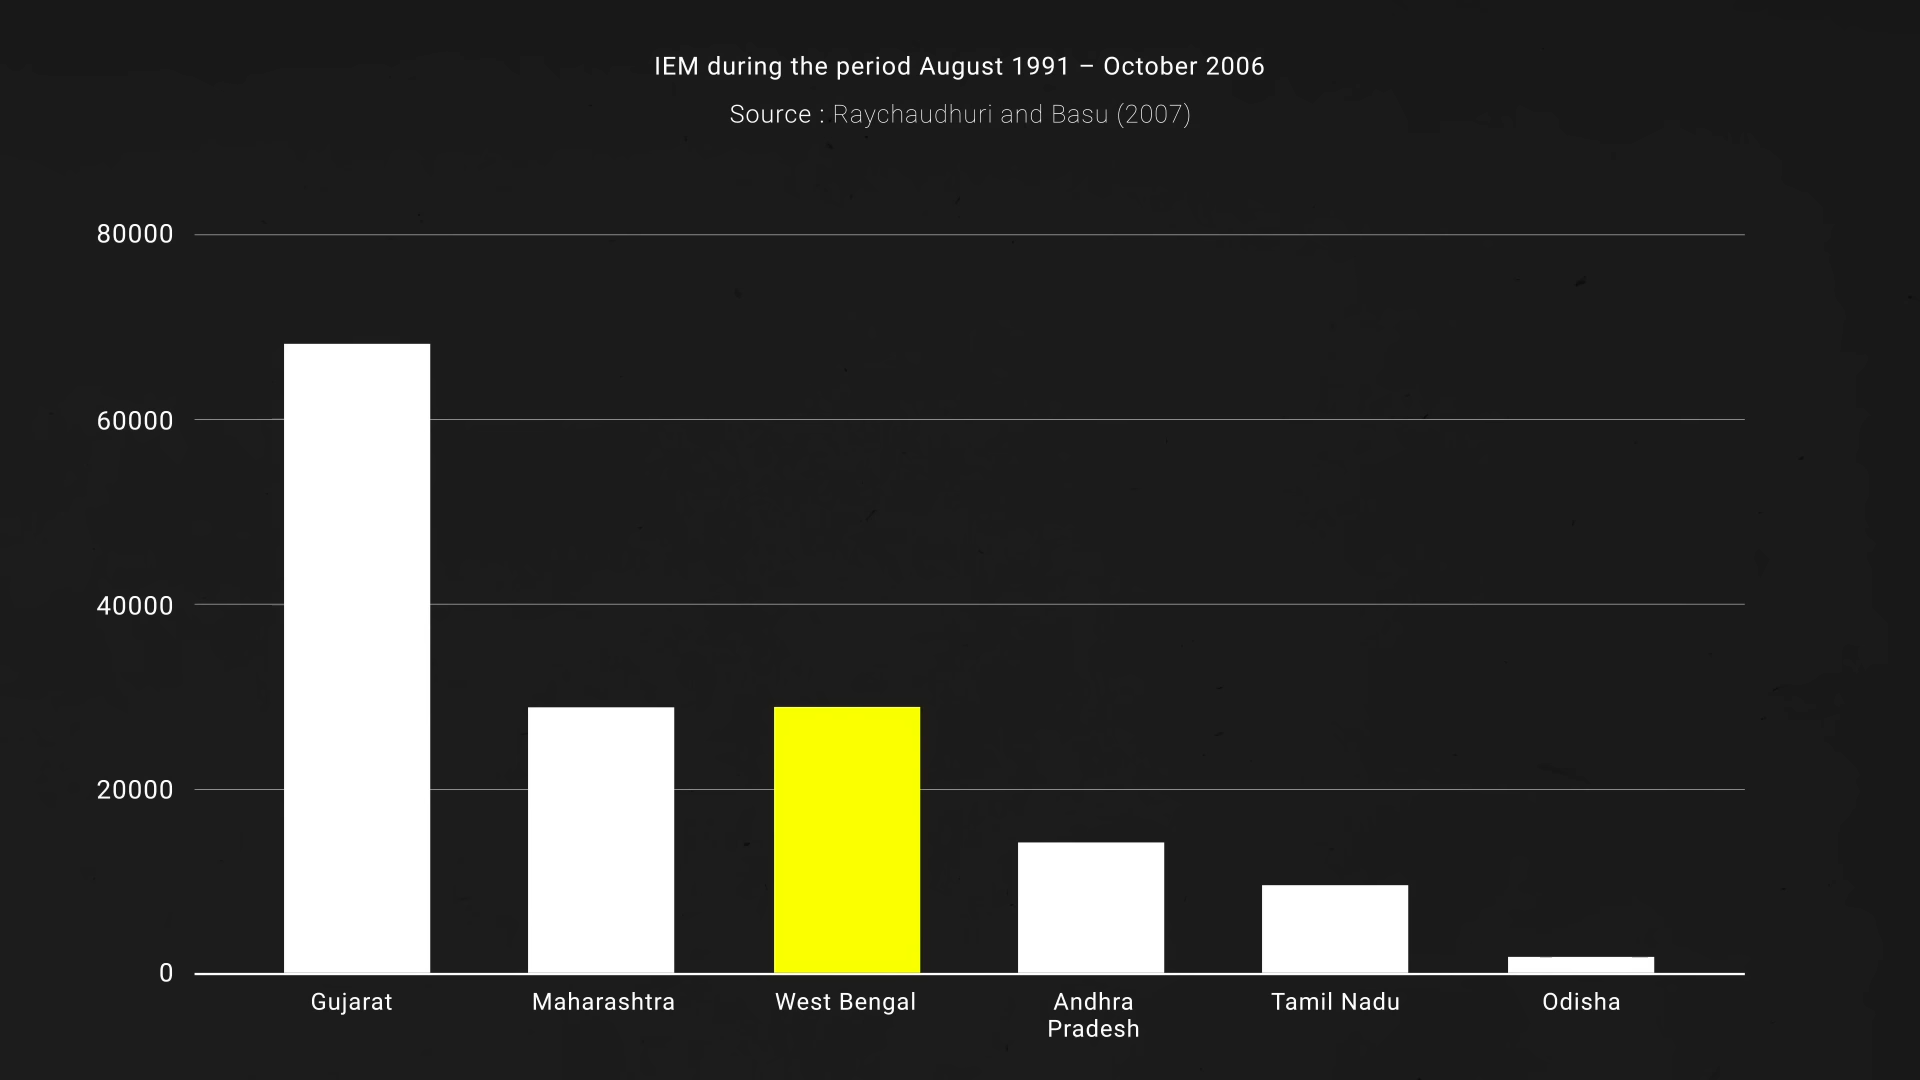 IEM during the period August 1991 – October 2006
Source : Raychaudhuri and Basu (2007)
80000
60000
40000
20000
0
Gujarat
Maharashtra
West Bengal
Andhra
Pradesh
Tamil Nadu
Odisha